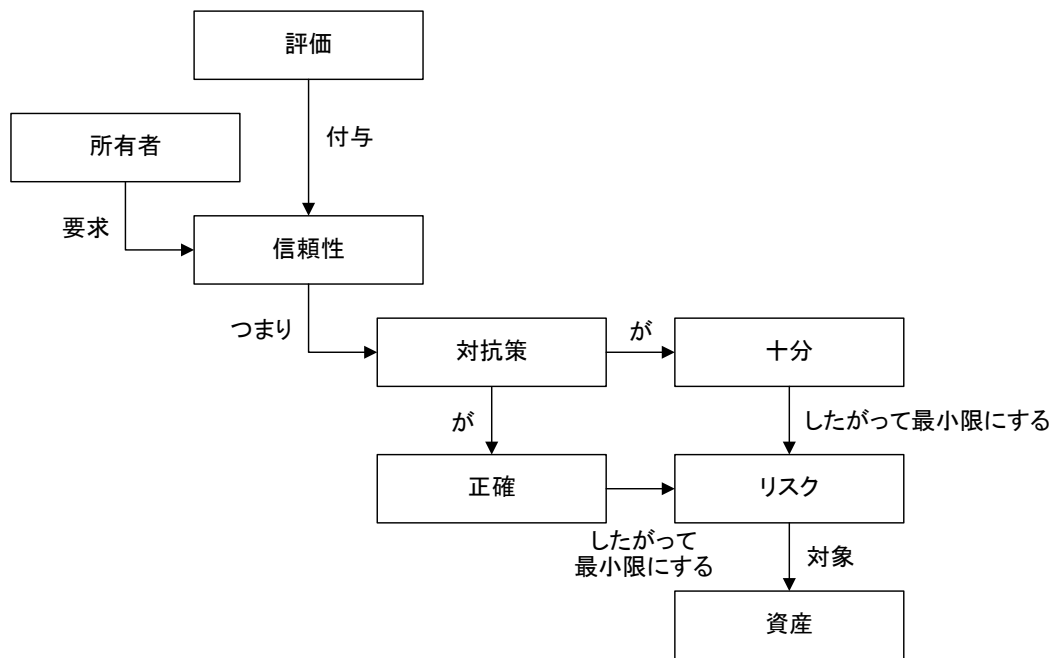 評価
付与
所有者
要求
信頼性
つまり
対抗策
が
十分
が
したがって最小限にする
正確
リスク
したがって
最小限にする
対象
資産